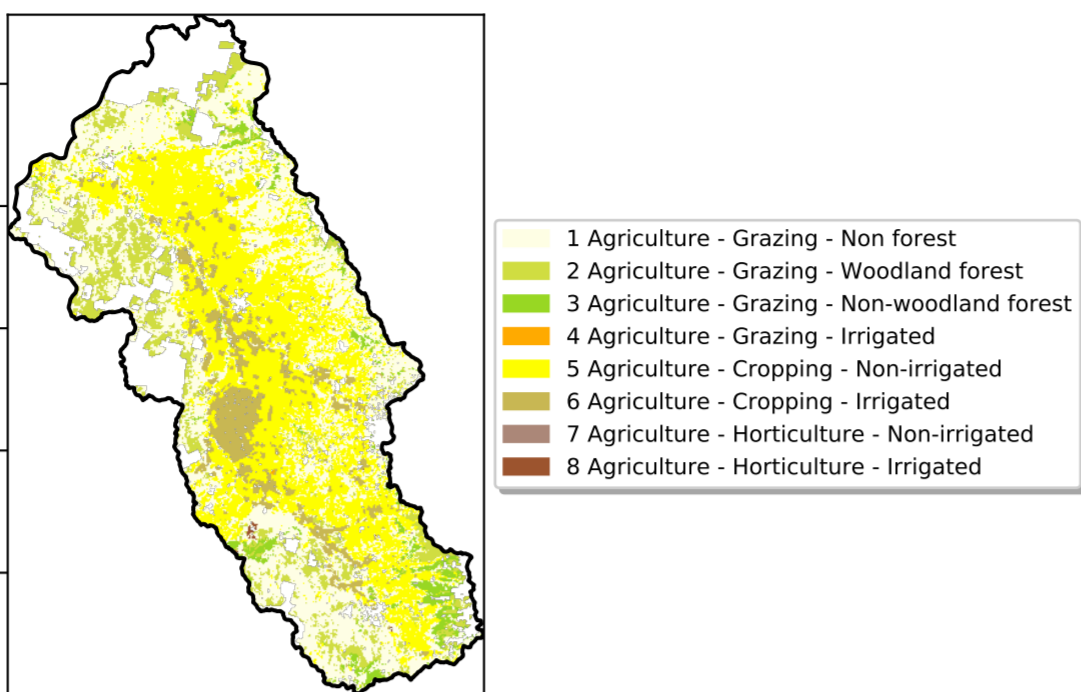 1 Agriculture - Grazing - Non forest
2 Agriculture - Grazing - Woodland forest
3 Agriculture - Grazing - Non-woodland forest
4 Agriculture - Grazing - Irrigated
5 Agriculture - Cropping - Non-irrigated
6 Agriculture - Cropping - Irrigated
7 Agriculture - Horticulture - Non-irrigated
8 Agriculture - Horticulture - Irrigated